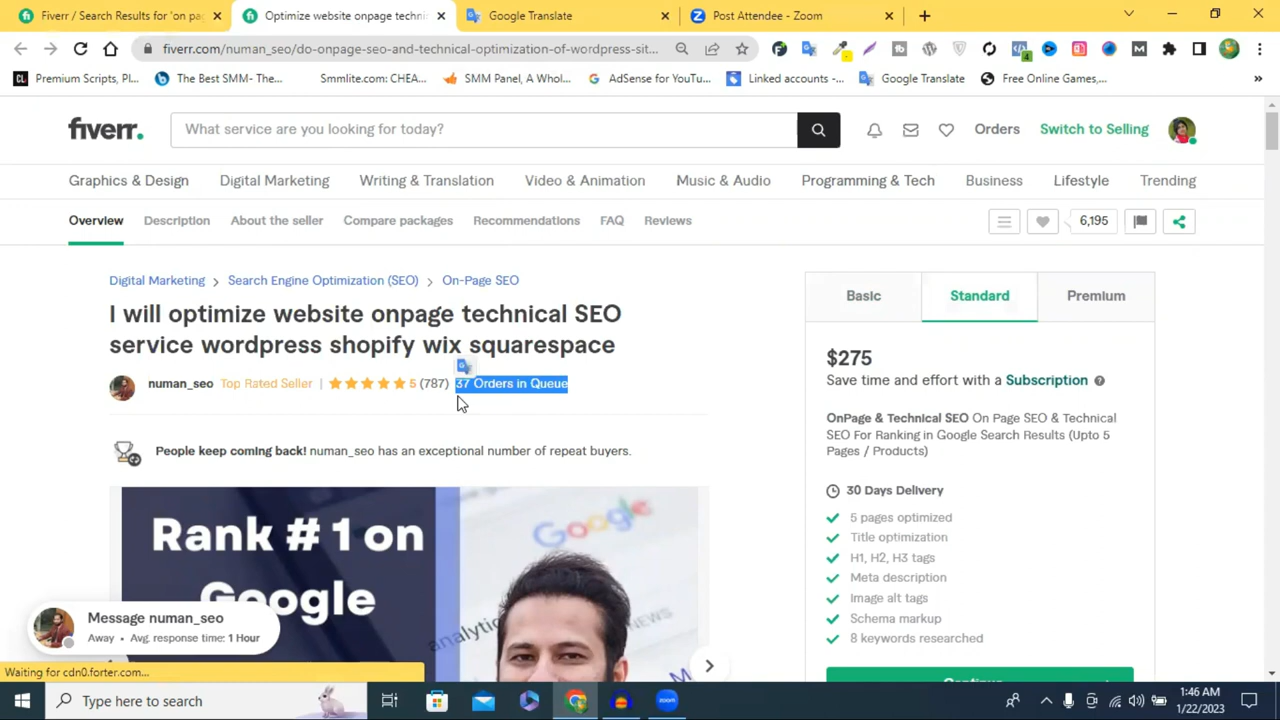 Fiverr / Search Results for 'on pa
Optimize website onpage techni
Google Translate
Post Attendee - Zoom
fiverr.com/numan_seo/do-onpage-seo-and-technical-optimization-of-wordpress-sit...
Premium Scripts, Pl...
The Best SMM- The...
Smmlite.com: CHEA...
SMM Panel, A Whol...
AdSense for YouTu...
Linked accounts -...
Google Translate
Free Online Games,...
fiverr.
What service are you looking for today?
Orders
Switch to Selling
Graphics & Design
Digital Marketing
Writing & Translation
Video & Animation
Music & Audio
Programming & Tech
Business
Lifestyle
Trending
Overview
Description
About the seller
Compare packages
Recommendations
FAQ
Reviews
6,195
Digital Marketing > Search Engine Optimization (SEO) > On-Page SEO
I will optimize website onpage technical SEO
service wordpress shopify wix squarespace
numan_seo Top Rated Seller | 5 (787) 37 Orders in Queue
People keep coming back! numan_seo has an exceptional number of repeat buyers.
Rank # 1 on
Google
Google
Message numan_seo
Away • Avg. response time: 1 Hour
Waiting for cdn0.forter.com...
Basic
Standard
Premium
$275
Save time and effort with a Subscription
OnPage & Technical SEO On Page SEO & Technical
SEO For Ranking in Google Search Results (Upto 5
Pages / Products)
30 Days Delivery
5 pages optimized
Title optimization
H1, H2, H3 tags
Meta description
Image alt tags
Schema markup
8 keywords researched
Type here to search
zoom
1:46 AM
1/22/2023